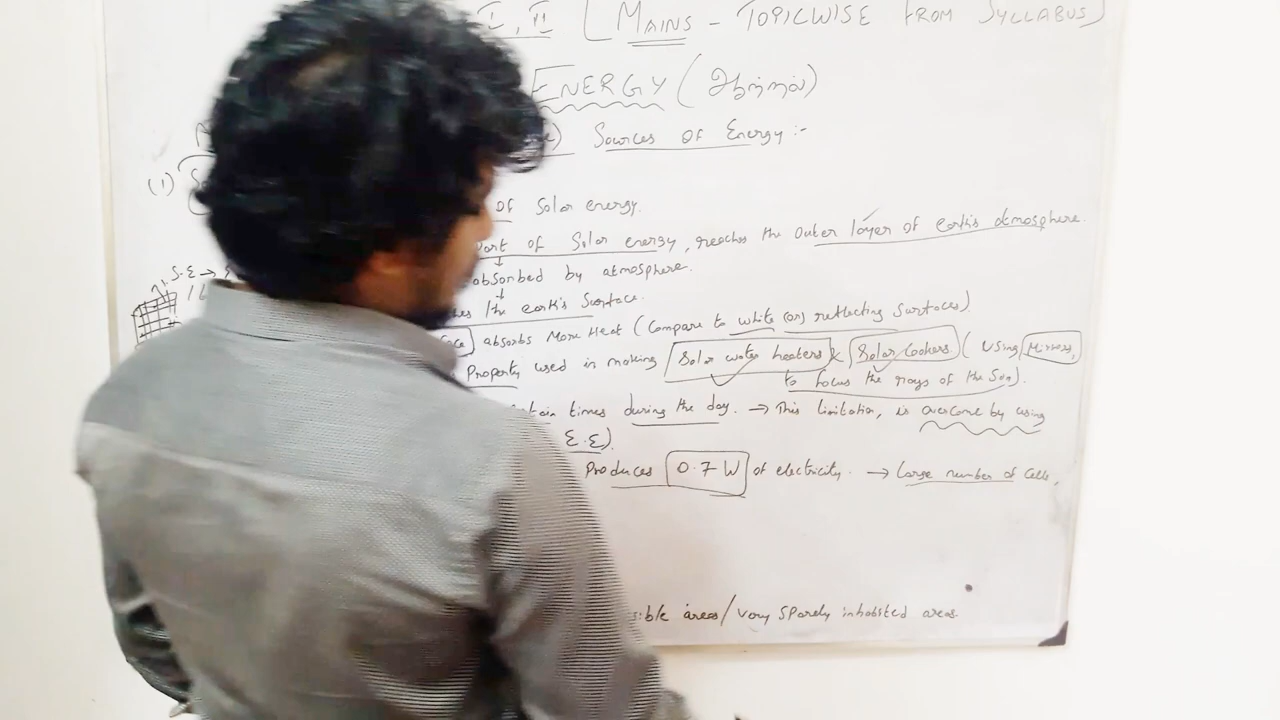 I, II [ MAINS - TOPICWISE FROM SYLLABUS ]
ENERGY (ஆற்றல்)
Sources of Energy :-
(1) S
of Solar energy.
Part of Solar energy, reaches the outer layer of earth's atmosphere.
S.E →
absorbed by atmosphere.
the earth's Surface.
absorbs More Heat (Compare to white (or) reflecting surfaces)
Property used in making Solar water heaters & Solar Cookers ( Using Mirrors,
to focus the rays of the Sun).
times during the day. → This limitation, is overcome by using
E.E).
Produces 0.7 W of electricity. → Large number of Cells,
areas/very Sparely inhabited areas.